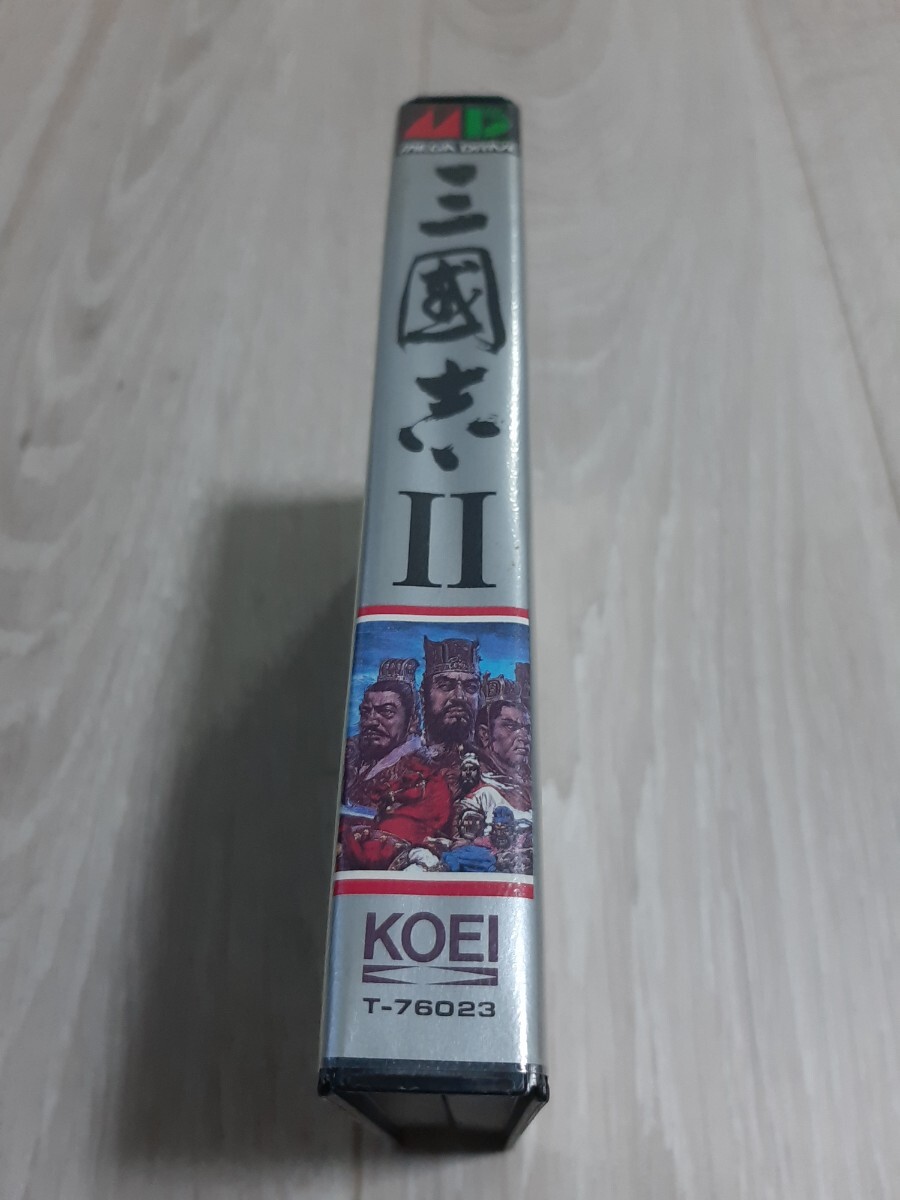 MD
MEGA DRIVE
三國志
II
KOEI
T-76023